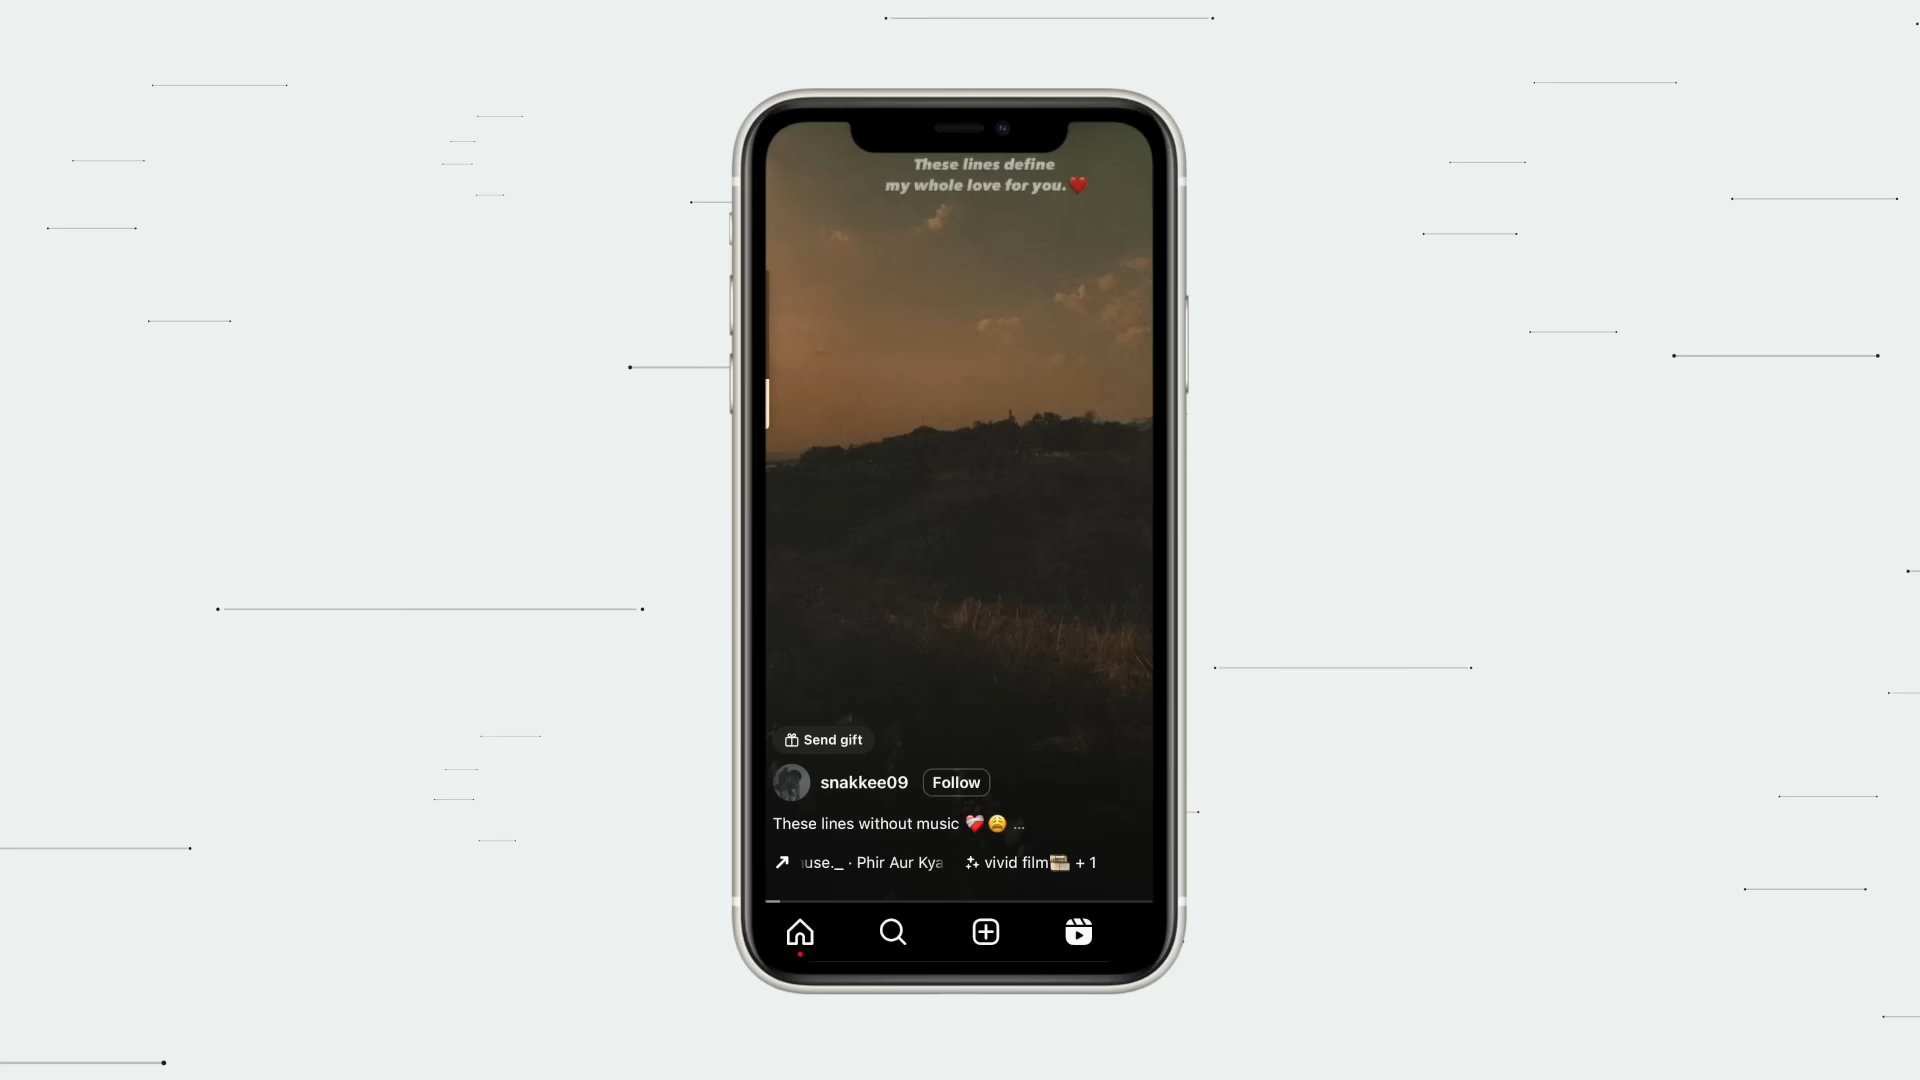 These lines define
my whole love for you.❤️
Send gift
snakkee09 Follow
These lines without music ❤️‍🩹😩 ...
use._ · Phir Aur Kya vivid film + 1